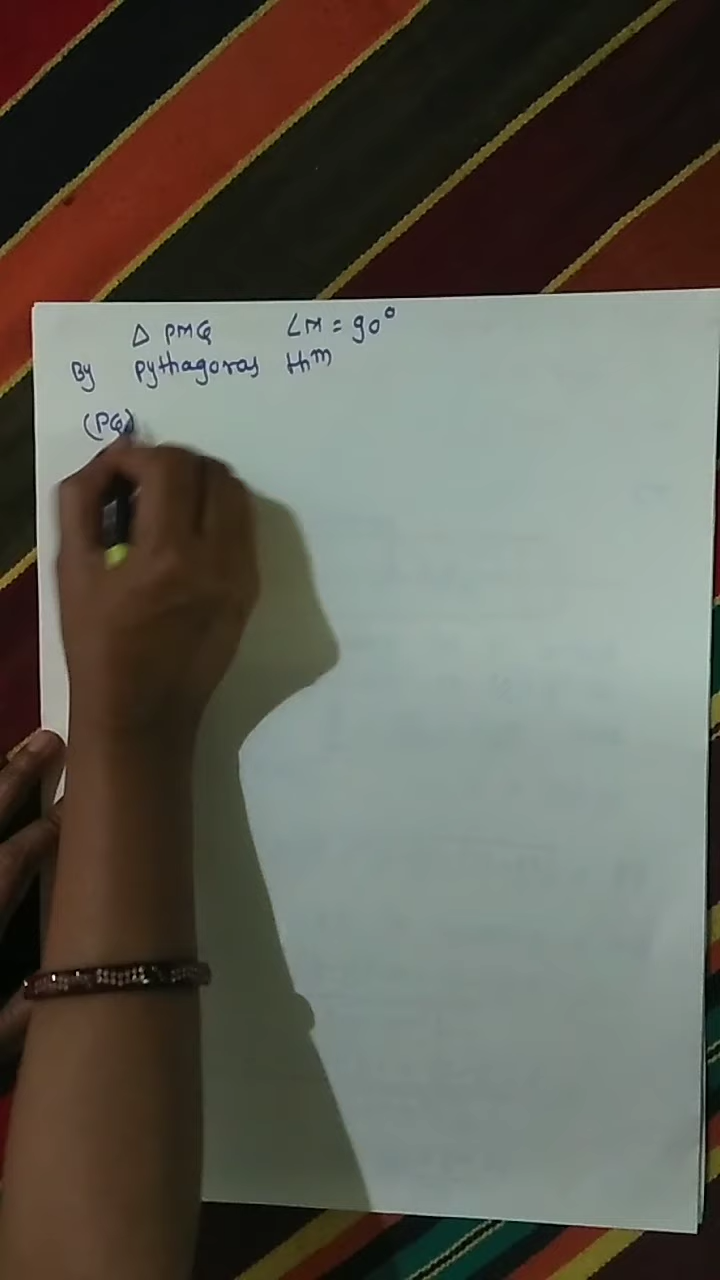 △ PMQ ∠M = 90°
By pythagoras thm
(PQ)